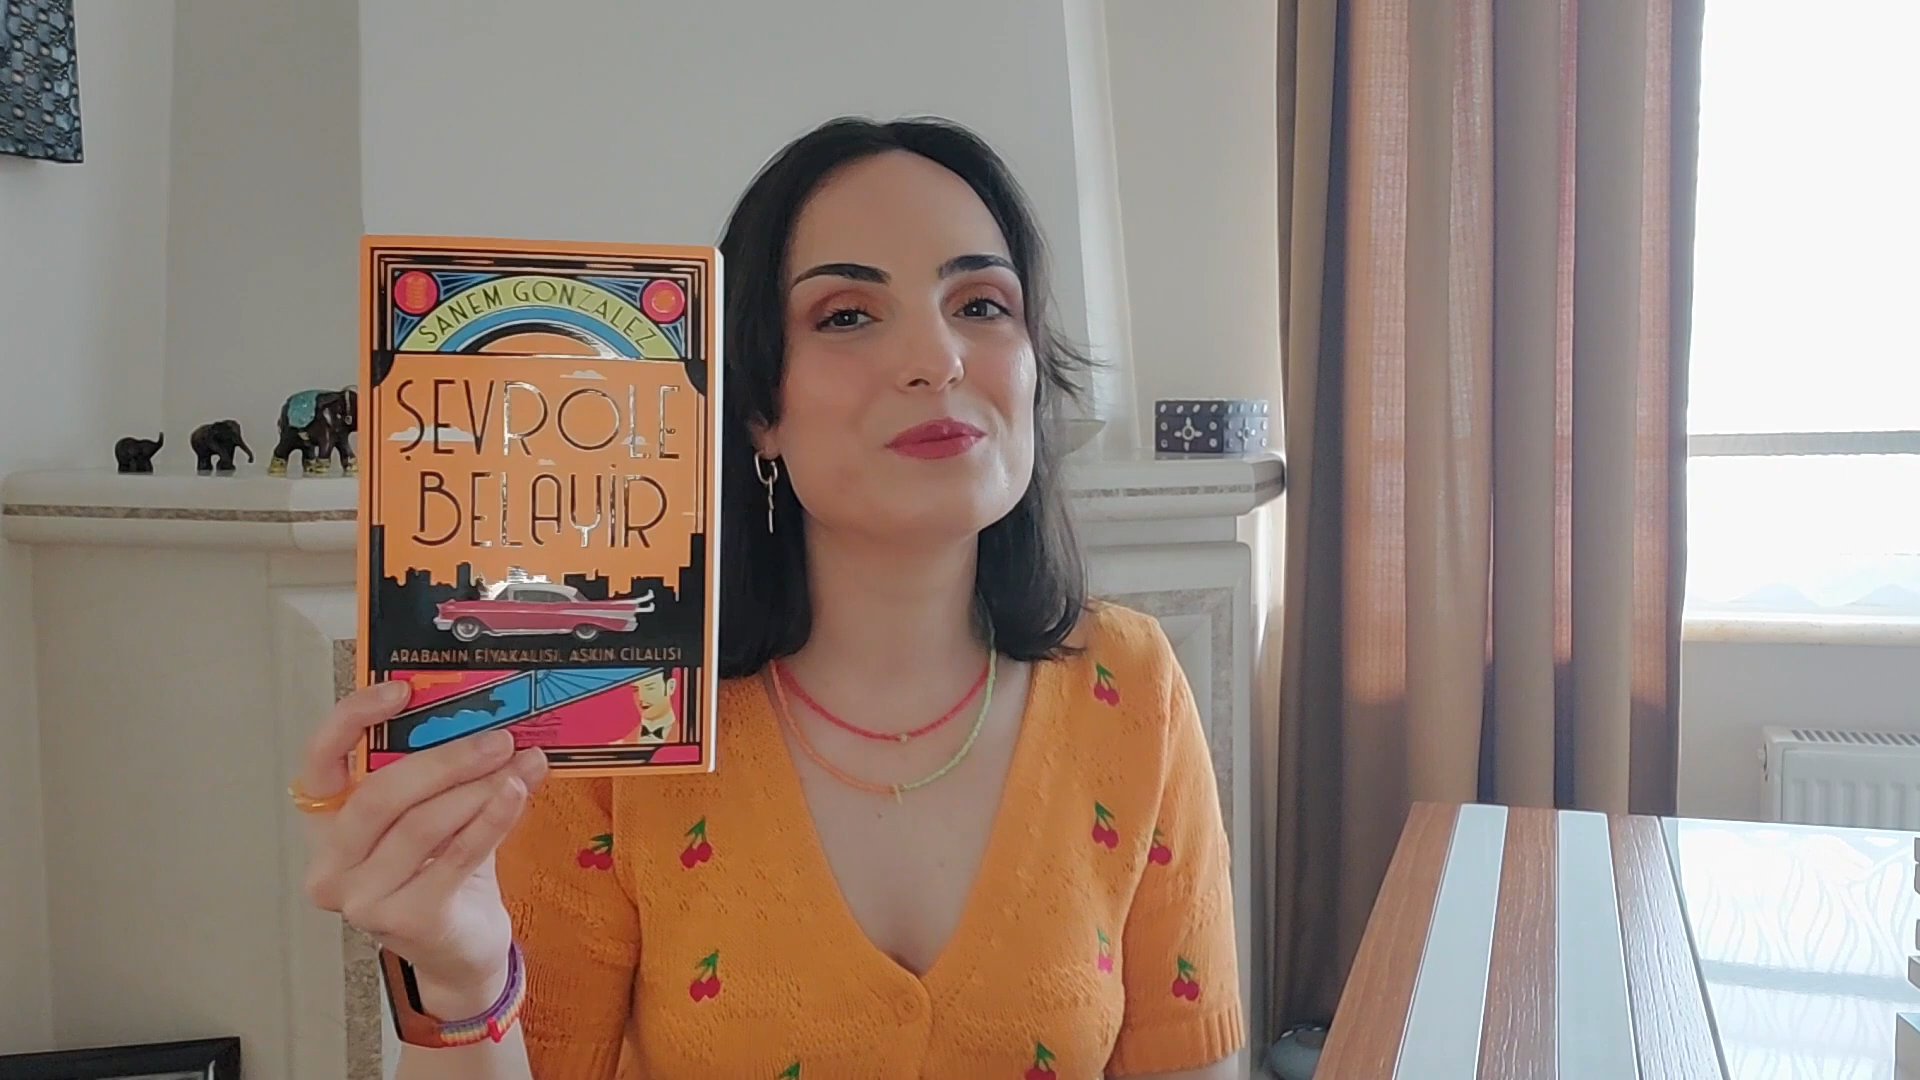 SANEM GONZALEZ
ŞEVROLE
BELAYİR
ARABANIN FİYAKALISI, AŞKIN CİLALISI